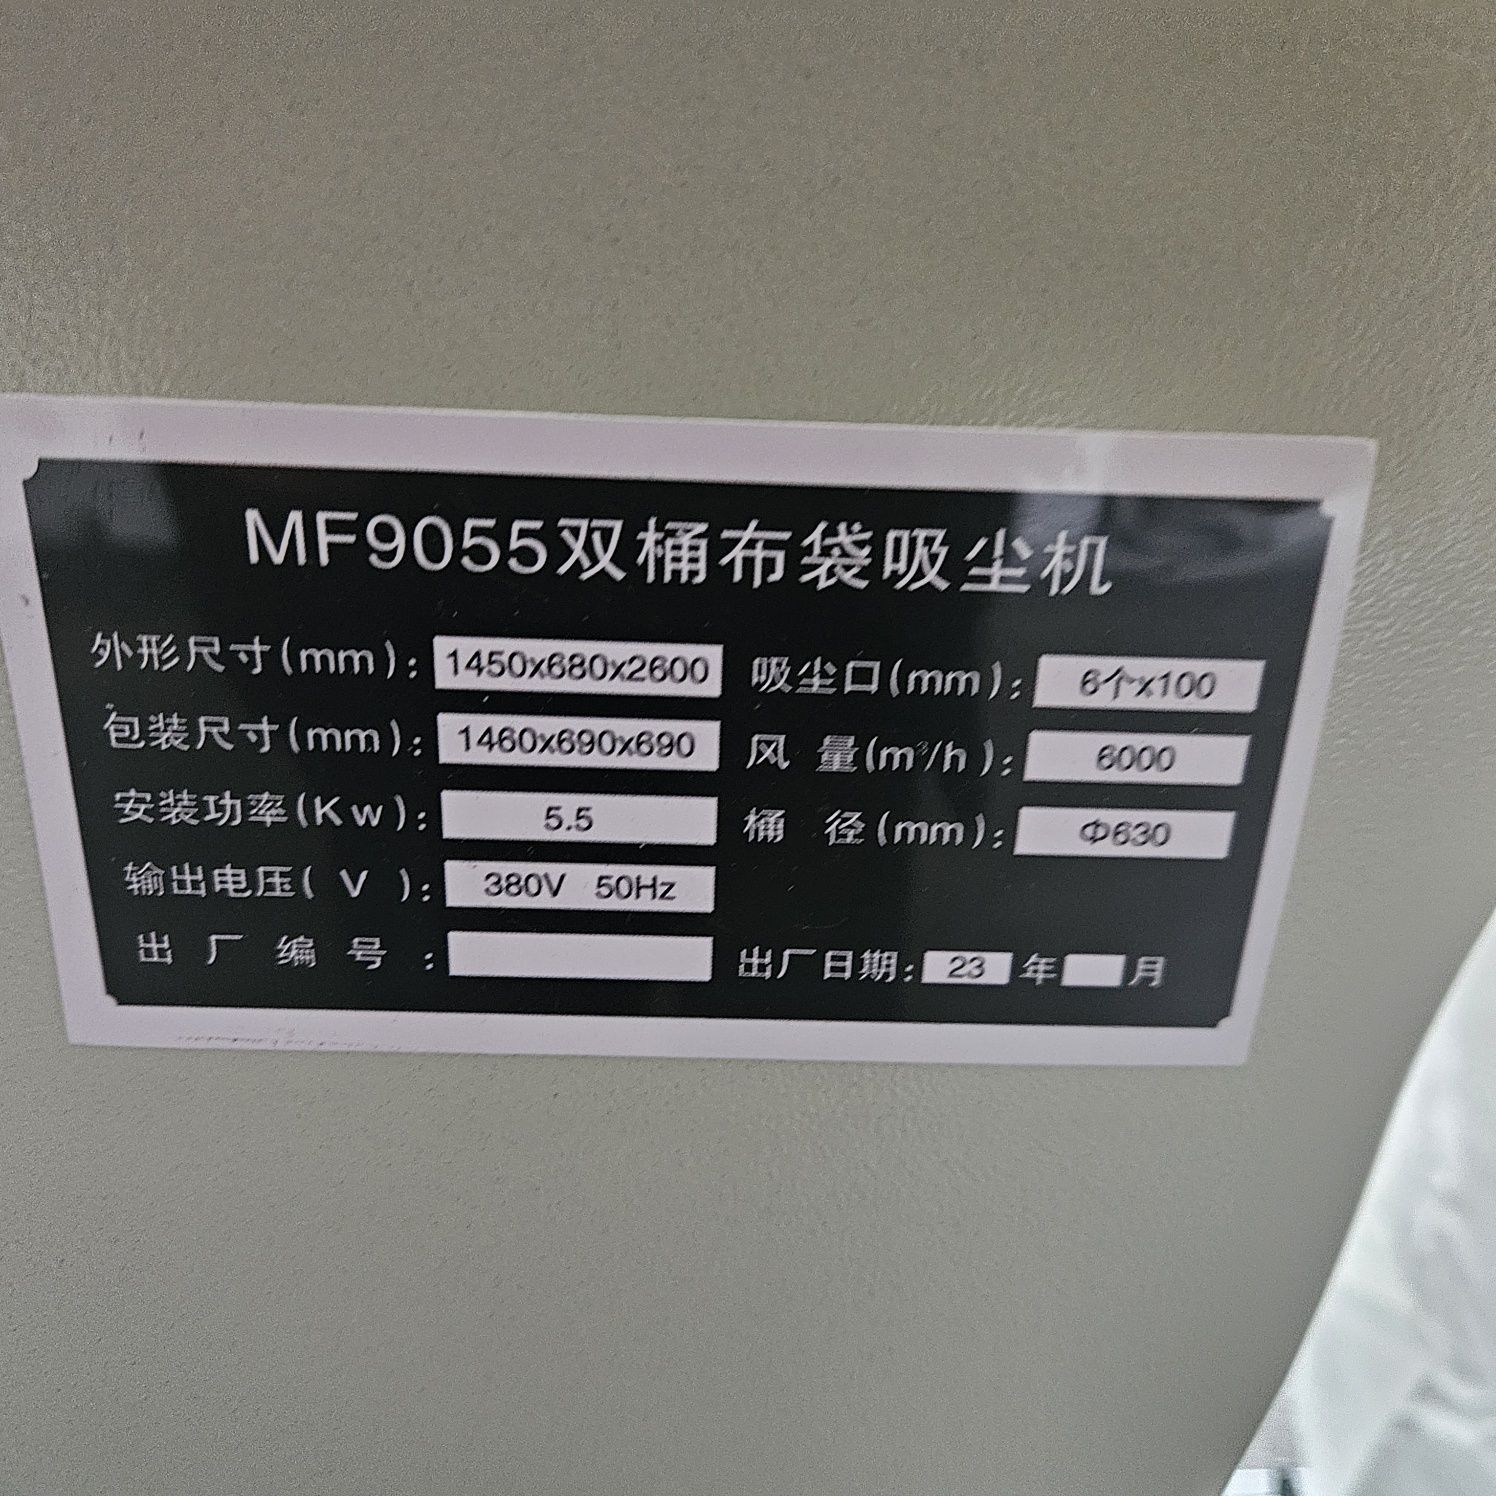 MF9055双桶布袋吸尘机
外形尺寸(mm): 1450x680x2600 吸尘口(mm): 6个x100
包装尺寸(mm): 1460x690x690 风 量(m³/h): 6000
安装功率(Kw): 5.5 桶 径(mm): Φ630
输出电压( V ): 380V 50Hz
出 厂 编 号 : 出厂日期: 23 年 月